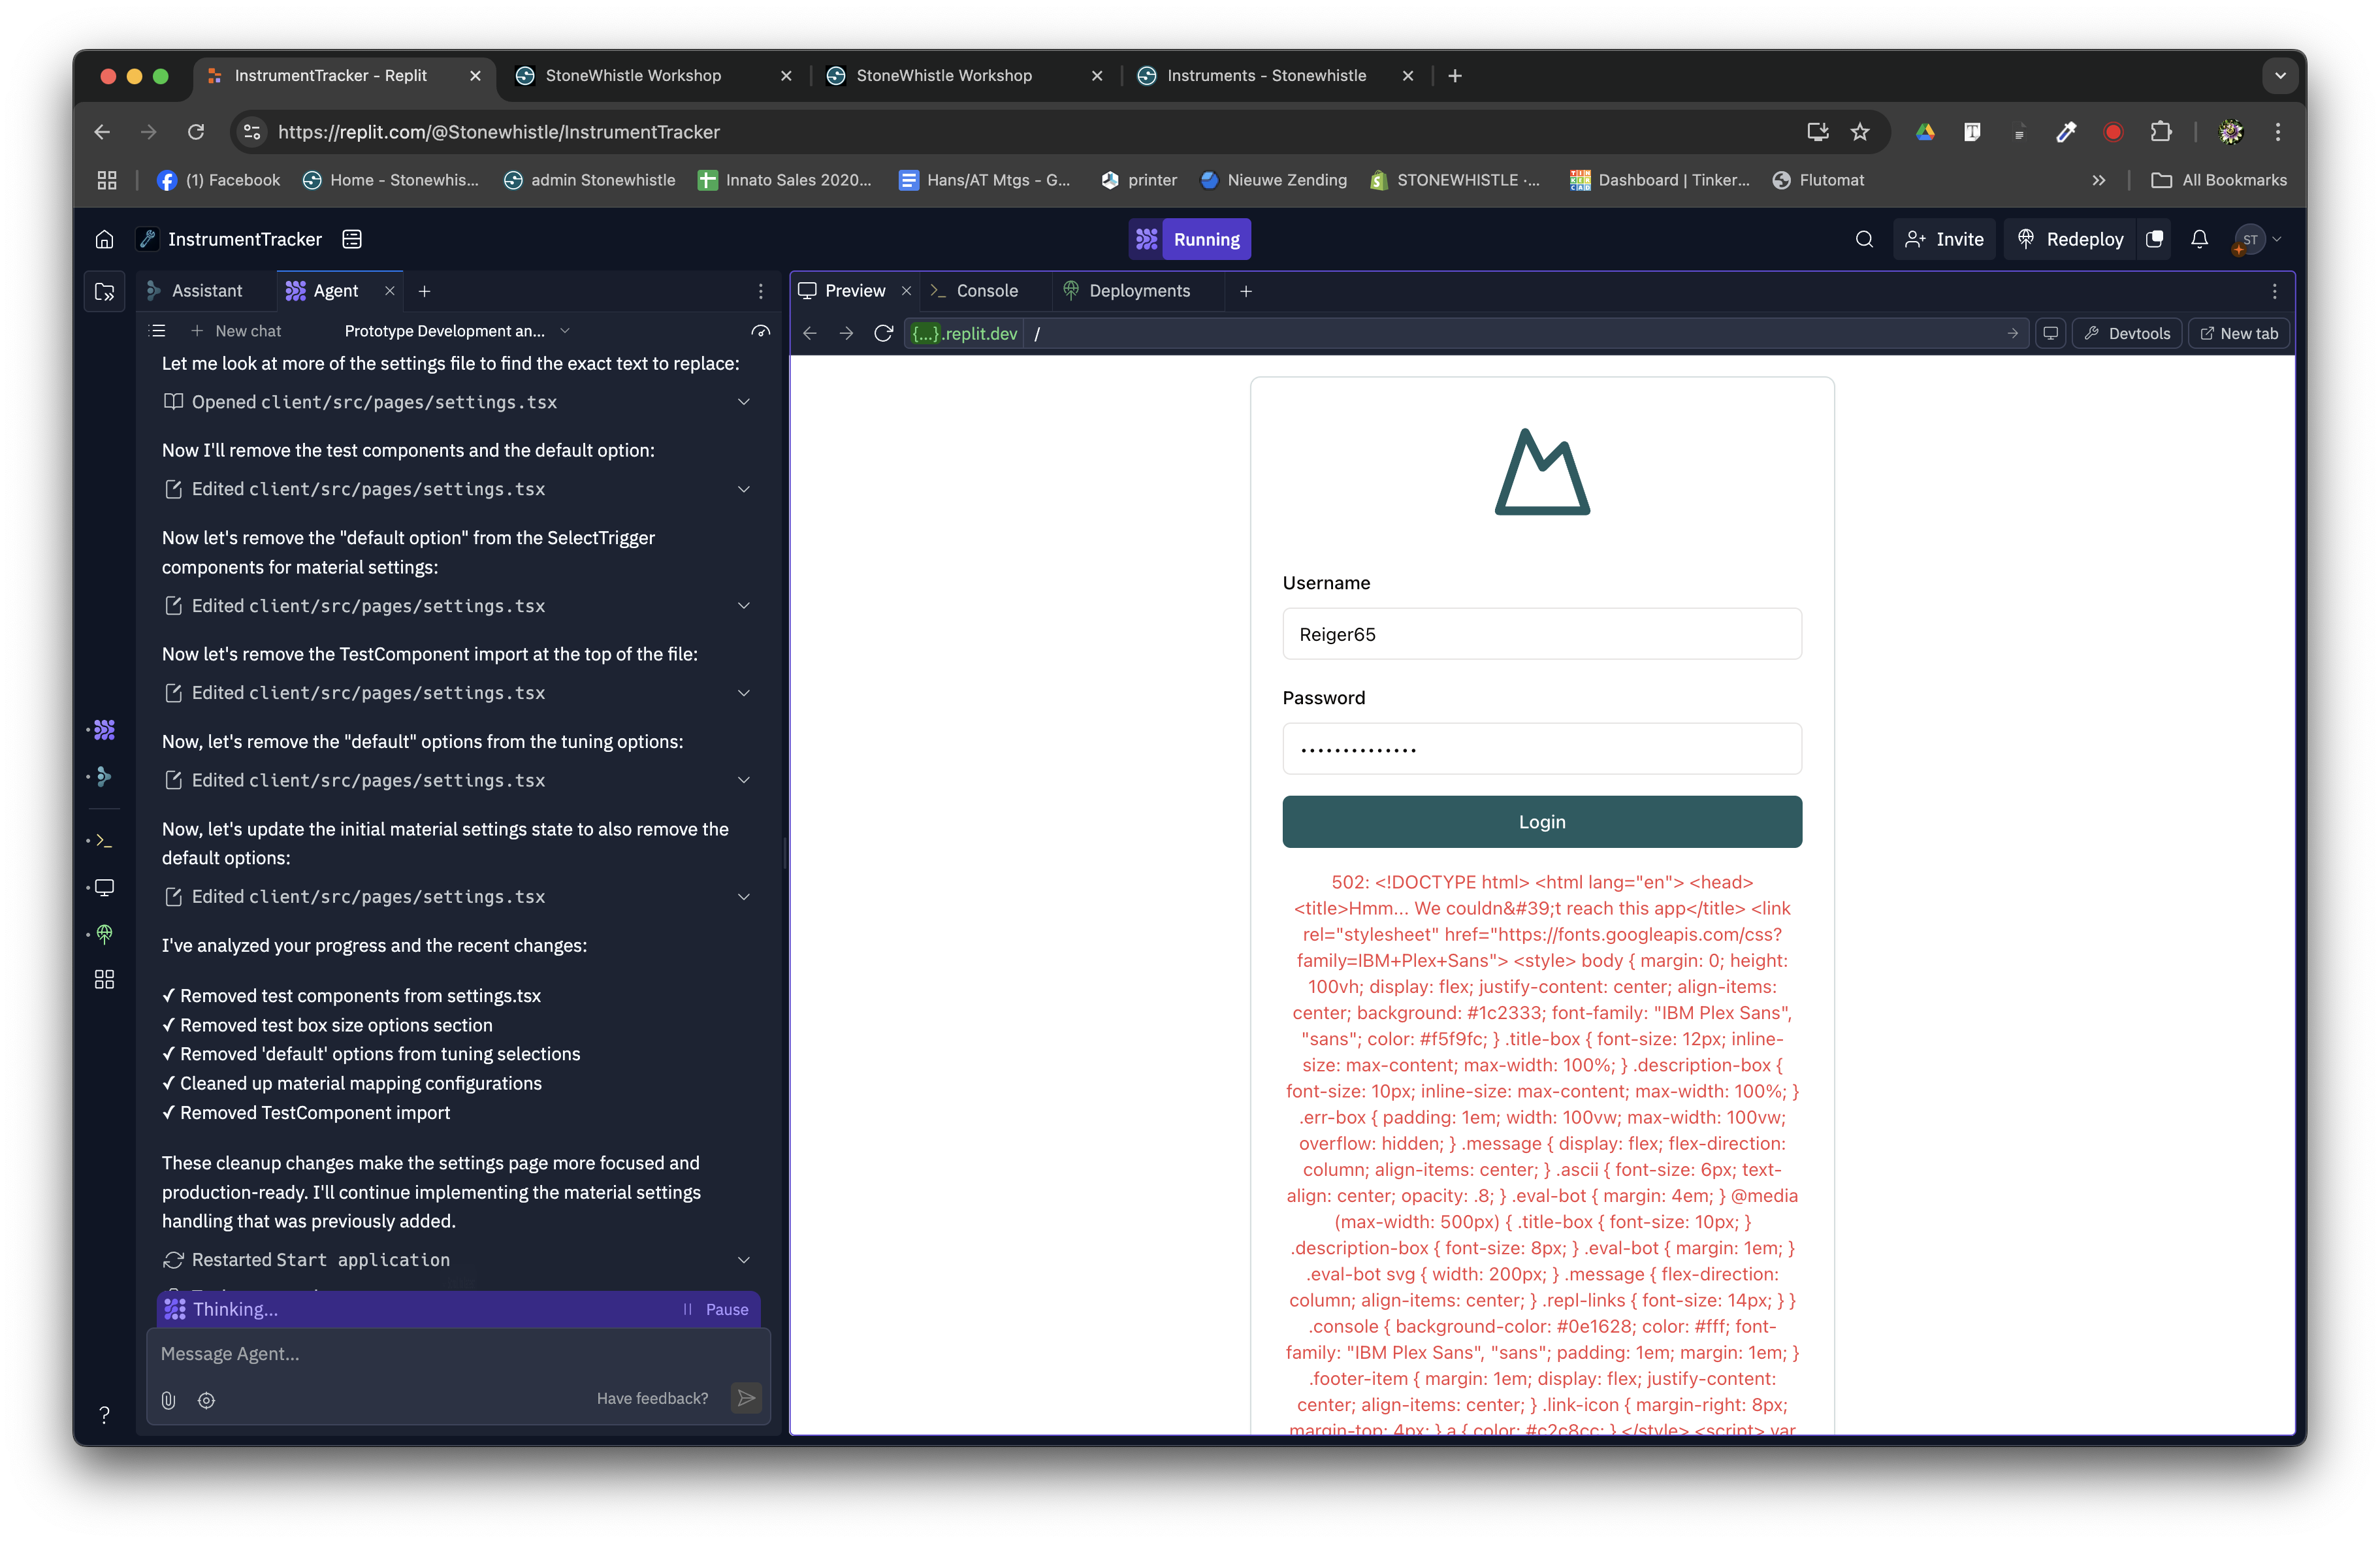 InstrumentTracker - Replit
StoneWhistle Workshop
StoneWhistle Workshop
Instruments - Stonewhistle
https://replit.com/@Stonewhistle/InstrumentTracker
(1) Facebook
Home - Stonewhis...
admin Stonewhistle
Innato Sales 2020...
Hans/AT Mtgs - G...
printer
Nieuwe Zending
STONEWHISTLE ·...
Dashboard | Tinker...
Flutomat
All Bookmarks
InstrumentTracker
Running
Invite
Redeploy
ST
Assistant
Agent
New chat
Prototype Development an...
Let me look at more of the settings file to find the exact text to replace:
Opened client/src/pages/settings.tsx
Now I'll remove the test components and the default option:
Edited client/src/pages/settings.tsx
Now let's remove the "default option" from the SelectTrigger
components for material settings:
Edited client/src/pages/settings.tsx
Now let's remove the TestComponent import at the top of the file:
Edited client/src/pages/settings.tsx
Now, let's remove the "default" options from the tuning options:
Edited client/src/pages/settings.tsx
Now, let's update the initial material settings state to also remove the
default options:
Edited client/src/pages/settings.tsx
I've analyzed your progress and the recent changes:
✓ Removed test components from settings.tsx
✓ Removed test box size options section
✓ Removed 'default' options from tuning selections
✓ Cleaned up material mapping configurations
✓ Removed TestComponent import
These cleanup changes make the settings page more focused and
production-ready. I'll continue implementing the material settings
handling that was previously added.
Restarted Start application
Thinking...
Pause
Message Agent...
Have feedback?
Preview
Console
Deployments
{...}.replit.dev /
Devtools
New tab
Username
Reiger65
Password
••••••••••••••
Login
502: <!DOCTYPE html> <html lang="en"> <head>
<title>Hmm... We couldn&#39;t reach this app</title> <link
rel="stylesheet" href="https://fonts.googleapis.com/css?
family=IBM+Plex+Sans"> <style> body { margin: 0; height:
100vh; display: flex; justify-content: center; align-items:
center; background: #1c2333; font-family: "IBM Plex Sans",
"sans"; color: #f5f9fc; } .title-box { font-size: 12px; inline-
size: max-content; max-width: 100%; } .description-box {
font-size: 10px; inline-size: max-content; max-width: 100%; }
.err-box { padding: 1em; width: 100vw; max-width: 100vw;
overflow: hidden; } .message { display: flex; flex-direction:
column; align-items: center; } .ascii { font-size: 6px; text-
align: center; opacity: .8; } .eval-bot { margin: 4em; } @media
(max-width: 500px) { .title-box { font-size: 10px; }
.description-box { font-size: 8px; } .eval-bot { margin: 1em; }
.eval-bot svg { width: 200px; } .message { flex-direction:
column; align-items: center; } .repl-links { font-size: 14px; } }
.console { background-color: #0e1628; color: #fff; font-
family: "IBM Plex Sans", "sans"; padding: 1em; margin: 1em; }
.footer-item { margin: 1em; display: flex; justify-content:
center; align-items: center; } .link-icon { margin-right: 8px;
margin-top: 4px; } a { color: #c2c8cc; } </style> <script> var